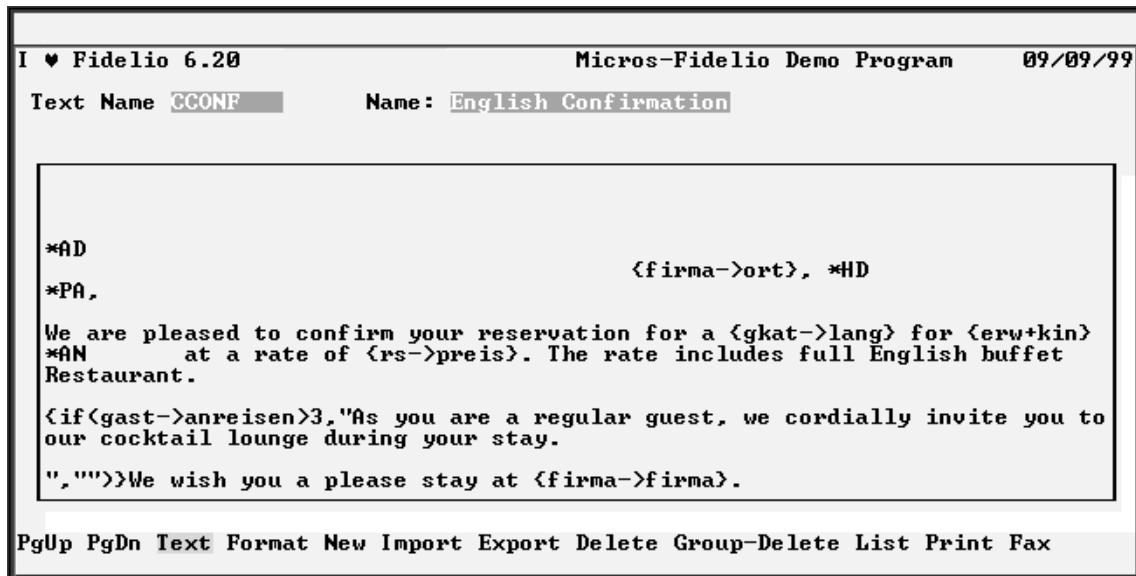 I ♥ Fidelio 6.20 Micros-Fidelio Demo Program 09/09/99
Text Name CCONF Name: English Confirmation
*AD
{firma->ort}, *HD
*PA,
We are pleased to confirm your reservation for a {gkat->lang} for {erw+kin}
*AN at a rate of {rs->preis}. The rate includes full English buffet
Restaurant.
{if(gast->anreisen>3,"As you are a regular guest, we cordially invite you to
our cocktail lounge during your stay.
","")}We wish you a please stay at {firma->firma}.
PgUp PgDn Text Format New Import Export Delete Group-Delete List Print Fax